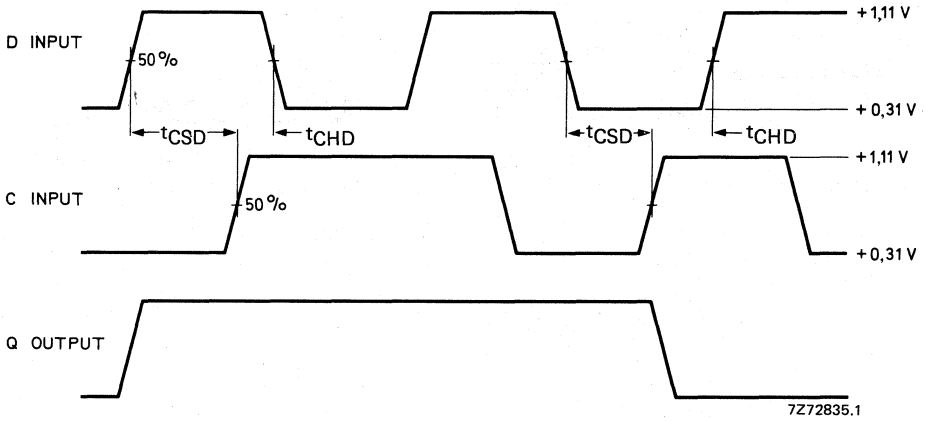 D INPUT
50%
+1,11 V
+0,31 V
tCSD
tCHD
tCSD
tCHD
C INPUT
50%
+1,11 V
+0,31 V
Q OUTPUT
7Z72835.1